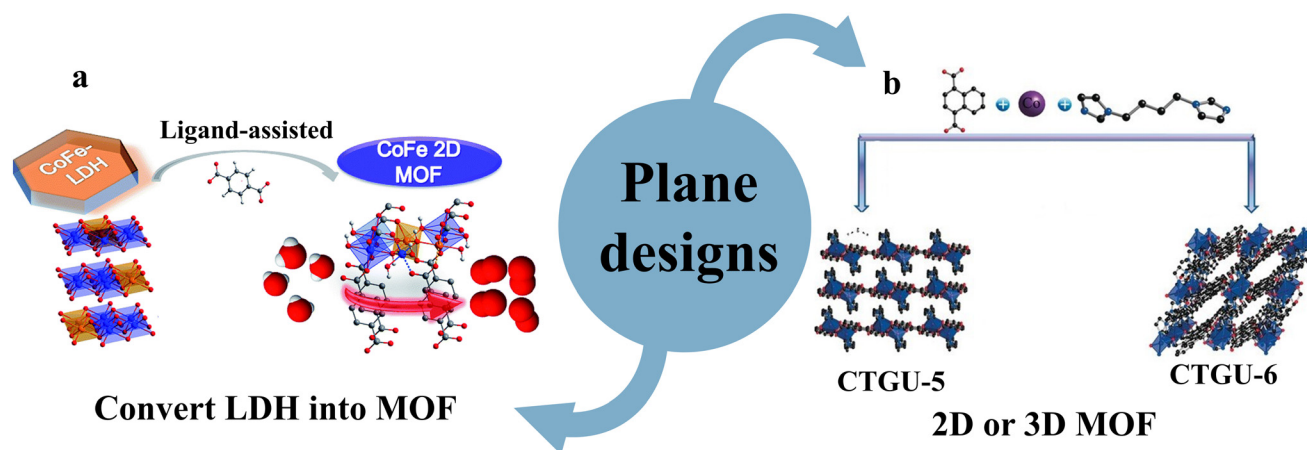 a
Ligand-assisted
CoFe-
LDH
CoFe 2D
MOF
Convert LDH into MOF
Plane
designs
b
+ Co +
CTGU-5
CTGU-6
2D or 3D MOF